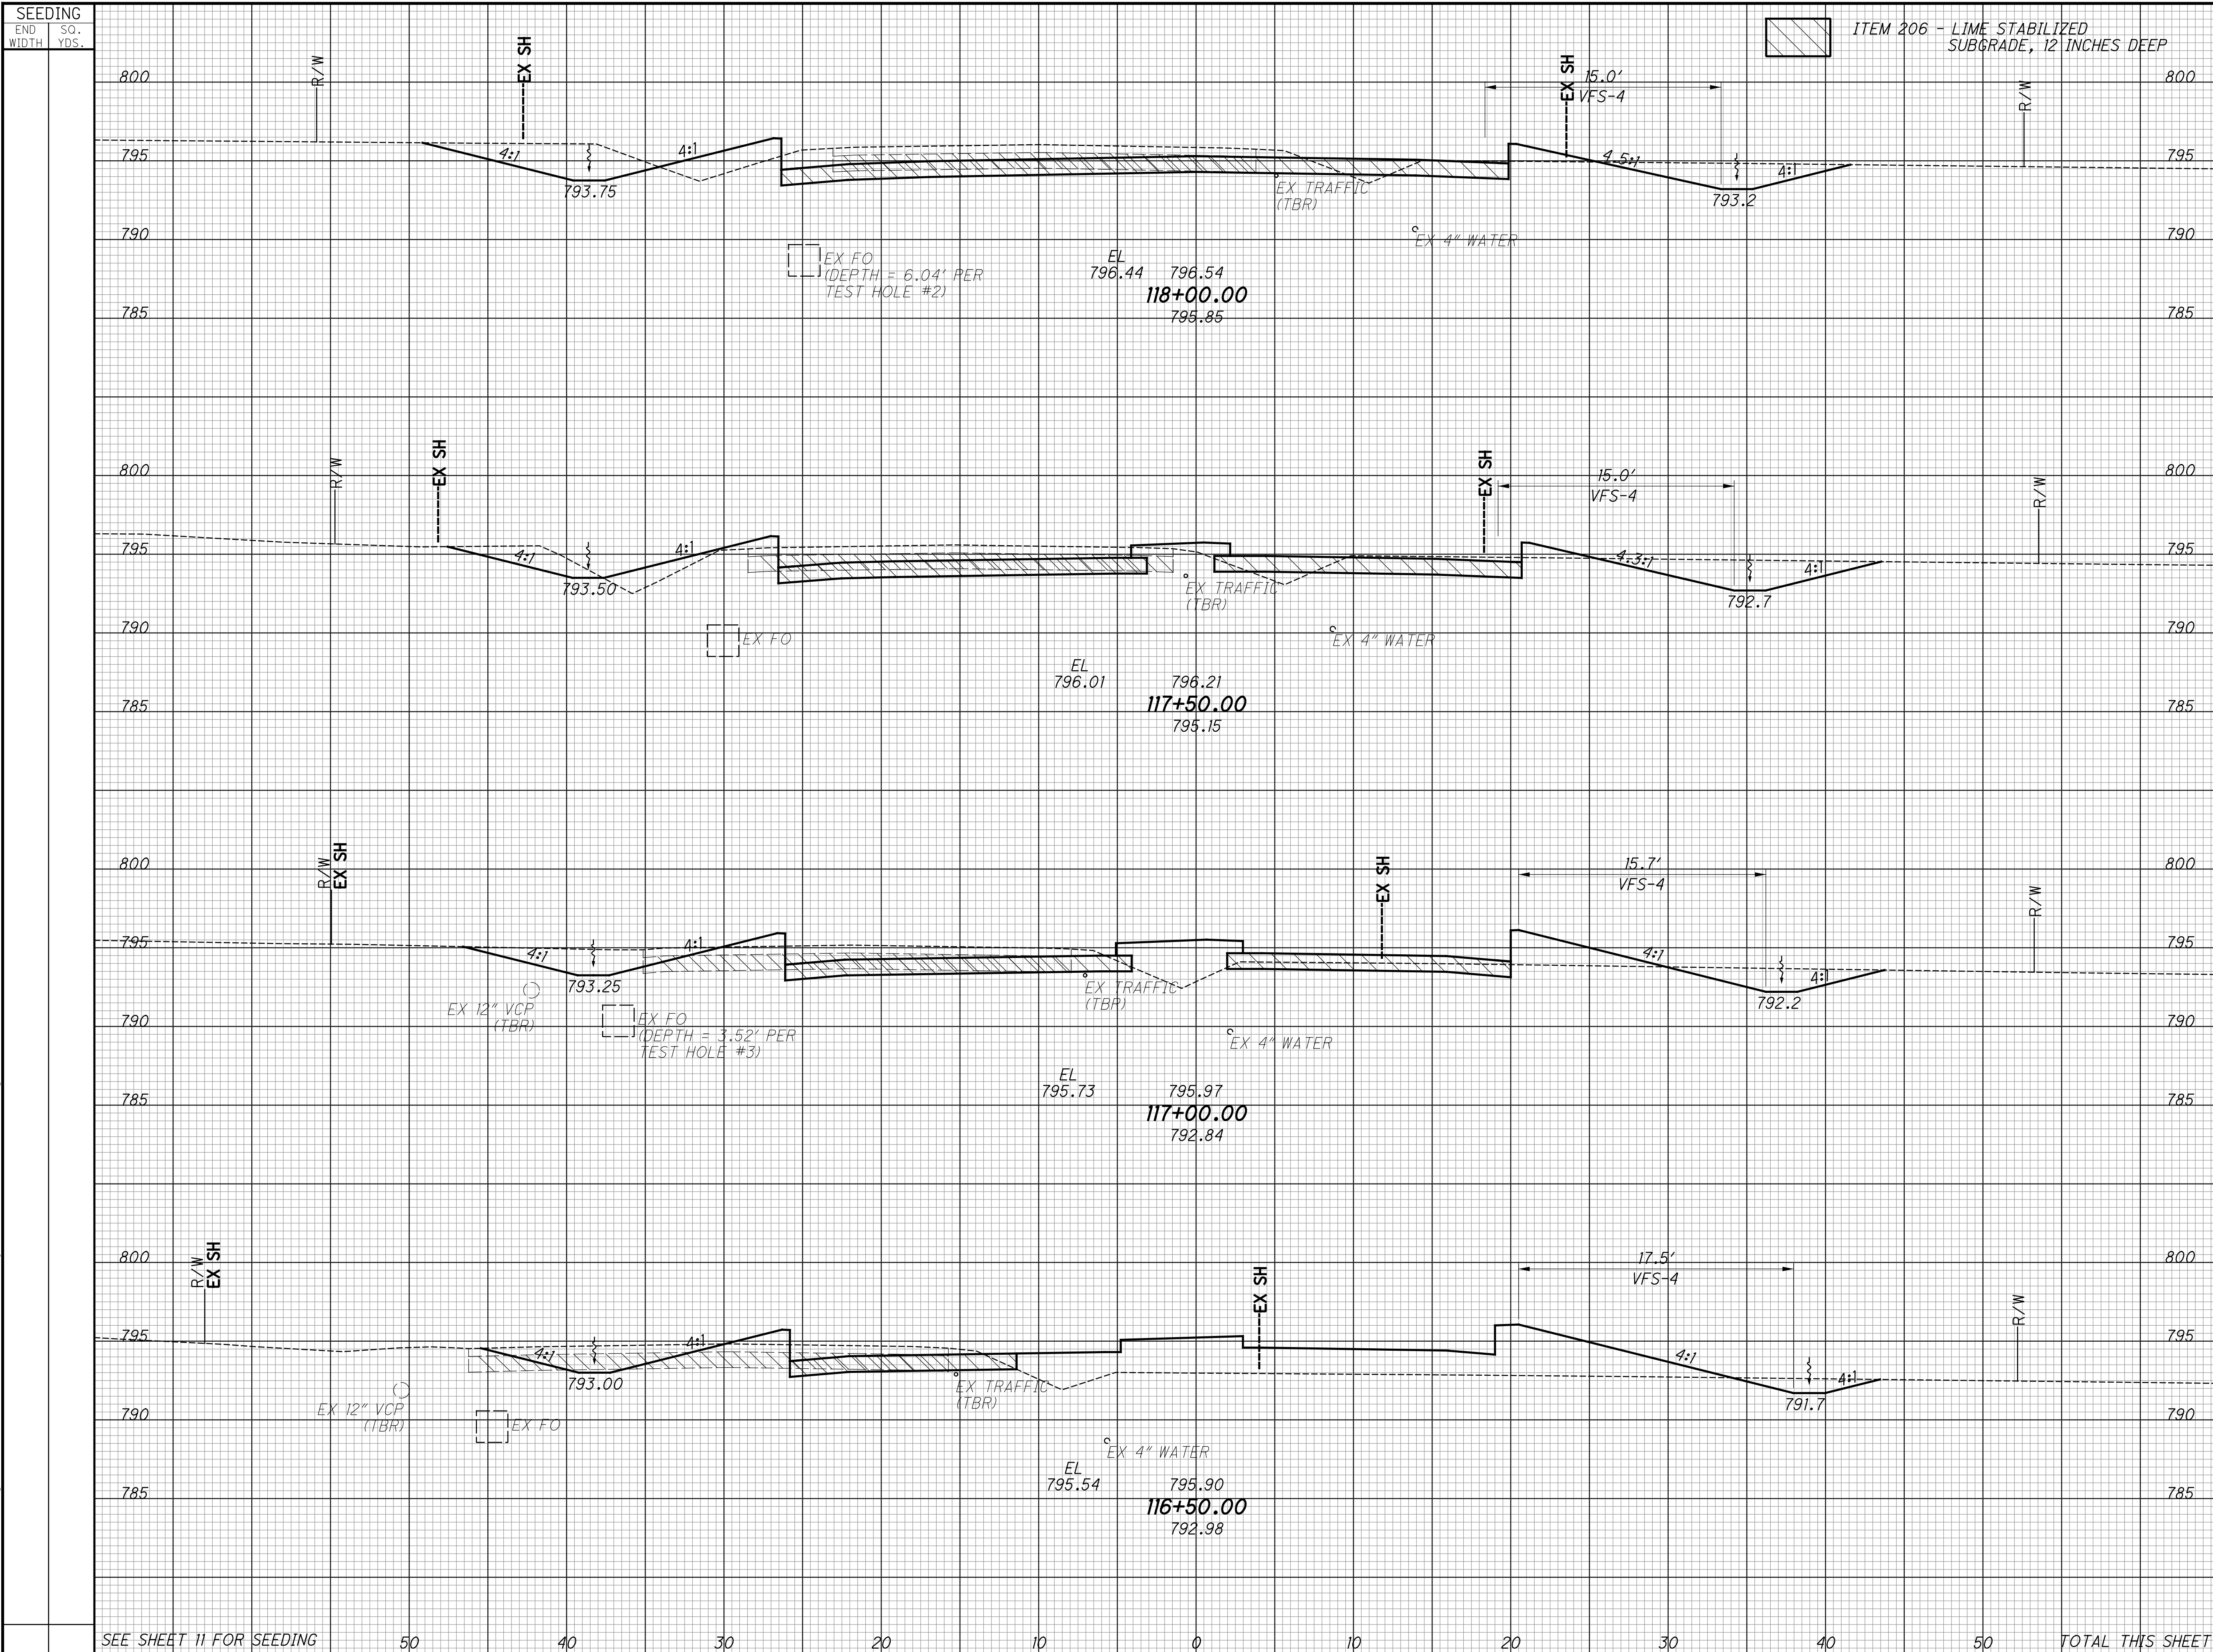 SEEDING
END WIDTH
SQ. YDS.
ITEM 206 - LIME STABILIZED
SUBGRADE, 12 INCHES DEEP
R/W
EX SH
EX SH
15.0'
VFS-4
R/W
800
800
795
4:1
4:1
4.5:1
4:1
795
793.75
793.2
EX TRAFFIC
(TBR)
790
EX 4" WATER
790
EX FO
(DEPTH = 6.04' PER
TEST HOLE #2)
EL
796.44
796.54
118+00.00
795.85
785
785
R/W
EX SH
EX SH
15.0'
VFS-4
R/W
800
800
795
4:1
4:1
4.3:1
4:1
795
793.50
792.7
EX TRAFFIC
(TBR)
790
EX FO
EX 4" WATER
790
EL
796.01
796.21
117+50.00
795.15
785
785
R/W
EX SH
EX SH
15.7'
VFS-4
R/W
800
800
795
4:1
4:1
4:1
4:1
795
793.25
792.2
EX 12" VCP
(TBR)
EX TRAFFIC
(TBR)
790
EX FO
(DEPTH = 3.52' PER
TEST HOLE #3)
EX 4" WATER
790
EL
795.73
795.97
117+00.00
792.84
785
785
R/W
EX SH
EX SH
17.5'
VFS-4
R/W
800
800
795
4:1
4:1
4:1
4:1
795
793.00
791.7
EX 12" VCP
(TBR)
EX TRAFFIC
(TBR)
790
EX FO
EX 4" WATER
790
EL
795.54
795.90
116+50.00
792.98
785
785
SEE SHEET 11 FOR SEEDING
50 40 30 20 10 0 10 20 30 40 50
TOTAL THIS SHEET